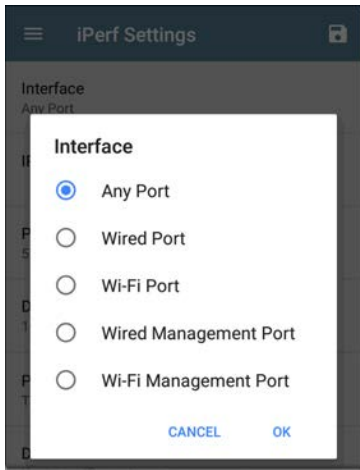 iPerf Settings
Interface
Any Port
Interface
Any Port
Wired Port
Wi-Fi Port
Wired Management Port
Wi-Fi Management Port
CANCEL OK